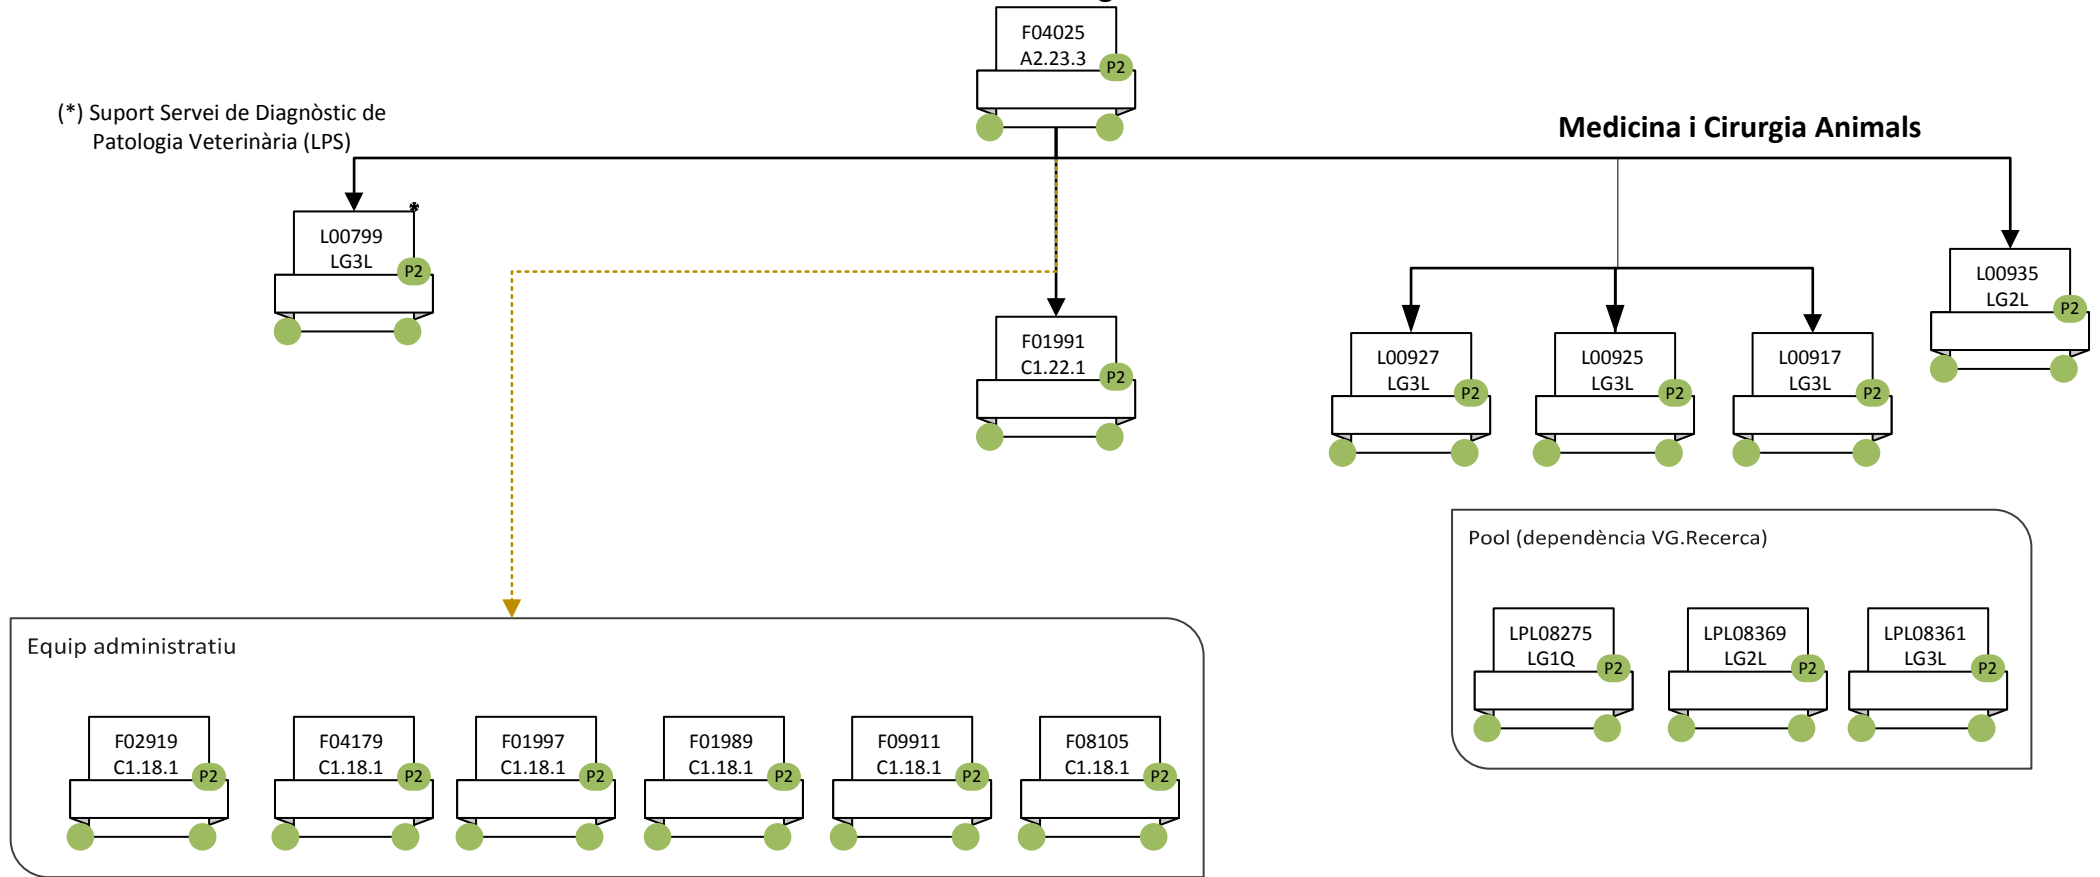 F04025
A2.23.3
P2
(*) Suport Servei de Diagnòstic de
Patologia Veterinària (LPS)
Medicina i Cirurgia Animals
*
L00799
LG3L
P2
L00935
LG2L
P2
F01991
C1.22.1
P2
L00927
LG3L
P2
L00925
LG3L
P2
L00917
LG3L
P2
Pool (dependència VG.Recerca)
LPL08275
LG1Q
P2
LPL08369
LG2L
P2
LPL08361
LG3L
P2
Equip administratiu
F02919
C1.18.1
P2
F04179
C1.18.1
P2
F01997
C1.18.1
P2
F01989
C1.18.1
P2
F09911
C1.18.1
P2
F08105
C1.18.1
P2